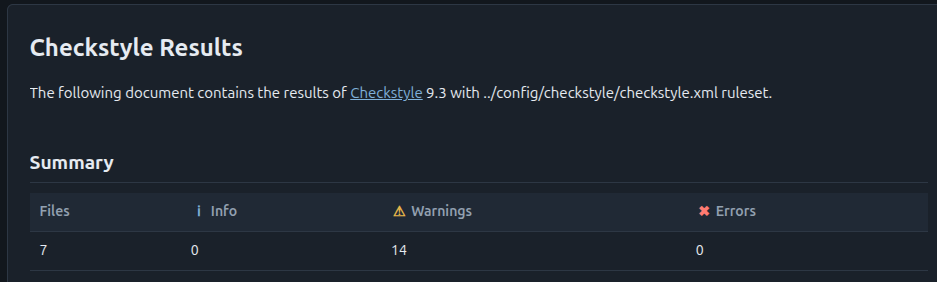 Checkstyle Results
The following document contains the results of Checkstyle 9.3 with ../config/checkstyle/checkstyle.xml ruleset.
Summary
Files i Info ⚠ Warnings ✖ Errors
7 0 14 0